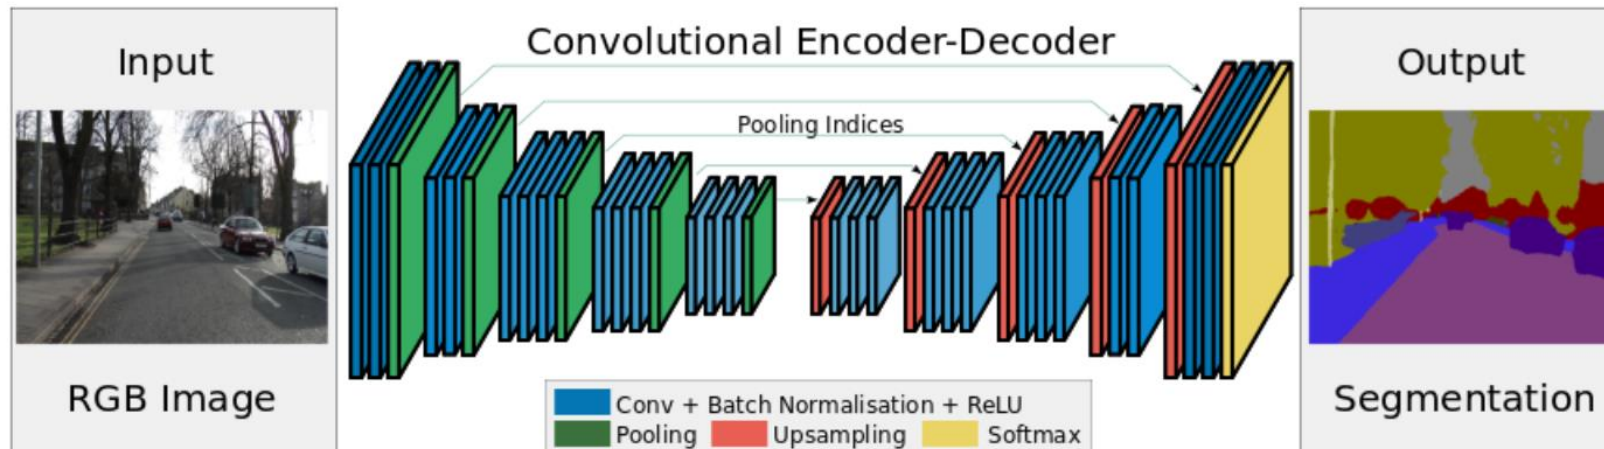 Convolutional Encoder-Decoder
Input
Output
Pooling Indices
RGB Image
Segmentation
Conv + Batch Normalisation + ReLU
Pooling Upsampling Softmax